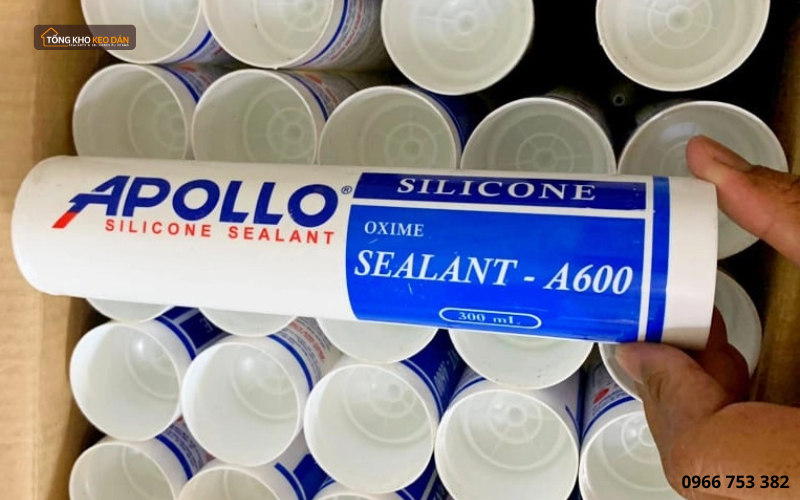 TỔNG KHO KEO DÁN
APOLLO®
SILICONE SEALANT
SILICONE
OXIME
SEALANT - A600
300 mL
0966 753 382